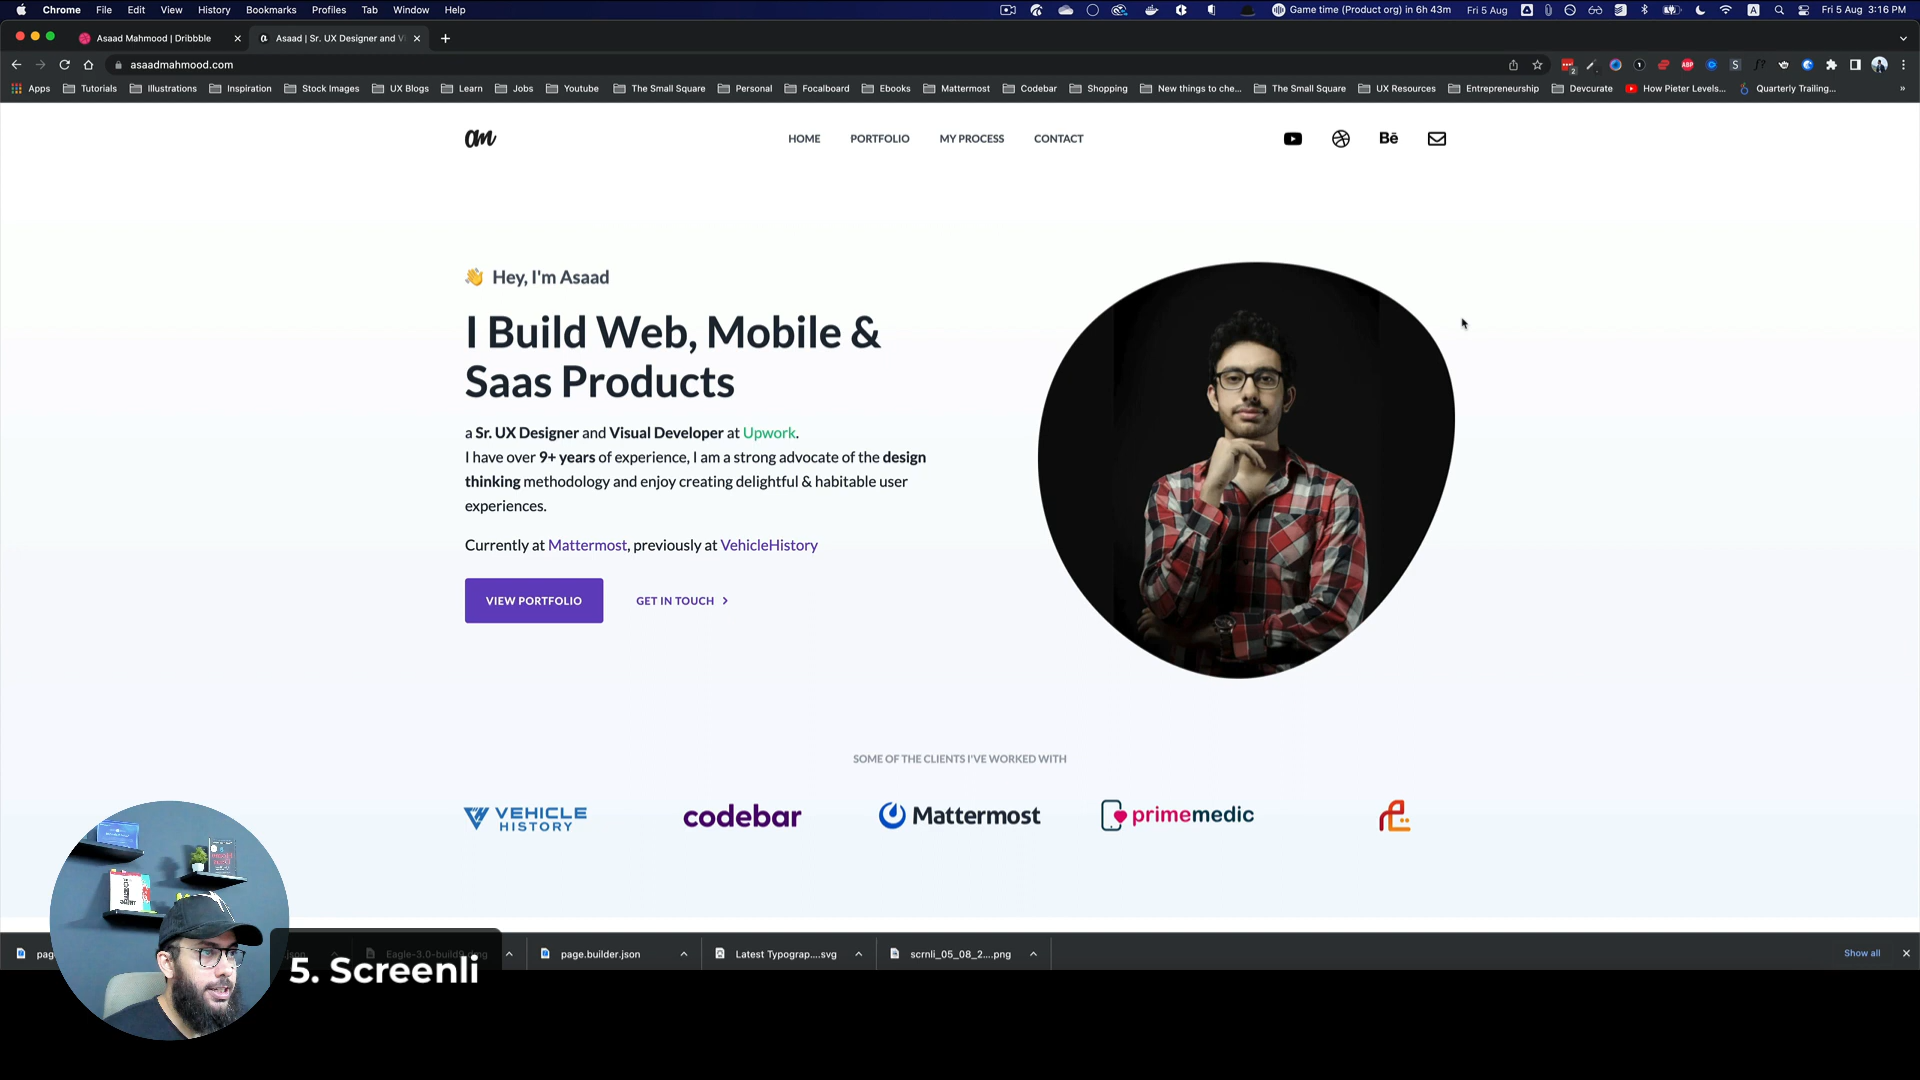 Chrome File Edit View History Bookmarks Profiles Tab Window Help
Game time (Product org) in 6h 43m Fri 5 Aug Fri 5 Aug 3:16 PM
Asaad Mahmood | Dribbble
Asaad | Sr. UX Designer and V
asaadmahmood.com
Apps Tutorials Illustrations Inspiration Stock Images UX Blogs Learn Jobs Youtube The Small Square Personal Focalboard Ebooks Mattermost Codebar Shopping New things to che... The Small Square UX Resources Entrepreneurship Devcurate How Pieter Levels... Quarterly Trailing... »
am HOME PORTFOLIO MY PROCESS CONTACT Bē
Hey, I'm Asaad
I Build Web, Mobile &
Saas Products
a Sr. UX Designer and Visual Developer at Upwork.
I have over 9+ years of experience, I am a strong advocate of the design
thinking methodology and enjoy creating delightful & habitable user
experiences.
Currently at Mattermost, previously at VehicleHistory
VIEW PORTFOLIO GET IN TOUCH
SOME OF THE CLIENTS I'VE WORKED WITH
VEHICLE HISTORY
codebar
Mattermost
primemedic
pag
Eagle-3.0-build9.dmg
page.builder.json
Latest Typograp....svg
scrnli_05_08_2....png
Show all
5. Screenli